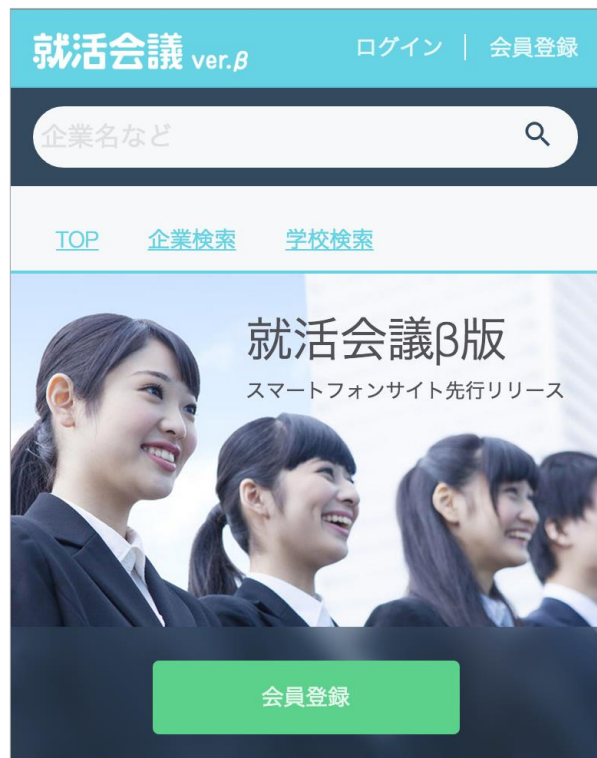 就活会議 ver.β
ログイン | 会員登録
企業名など
TOP 企業検索 学校検索
就活会議β版
スマートフォンサイト先行リリース
会員登録